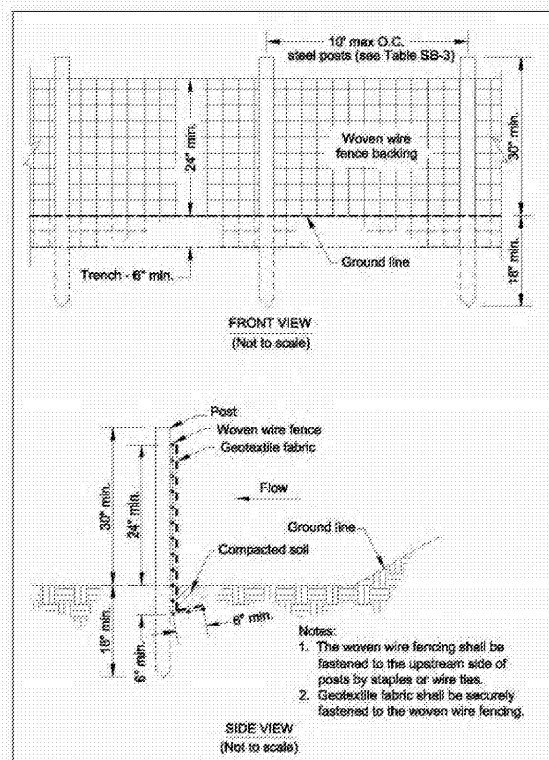 10' max O.C.
steel posts (see Table SB-3)
24" min.
Woven wire
fence backing
30" min.
18" min.
Trench - 6" min.
Ground line
FRONT VIEW
(Not to scale)
Post
Woven wire fence
Geotextile fabric
30" min.
24" min.
Flow
Ground line
Compacted soil
18" min.
6" min.
6" min.
Notes:
1. The woven wire fencing shall be
fastened to the upstream side of
posts by staples or wire ties.
2. Geotextile fabric shall be securely
fastened to the woven wire fencing.
SIDE VIEW
(Not to scale)